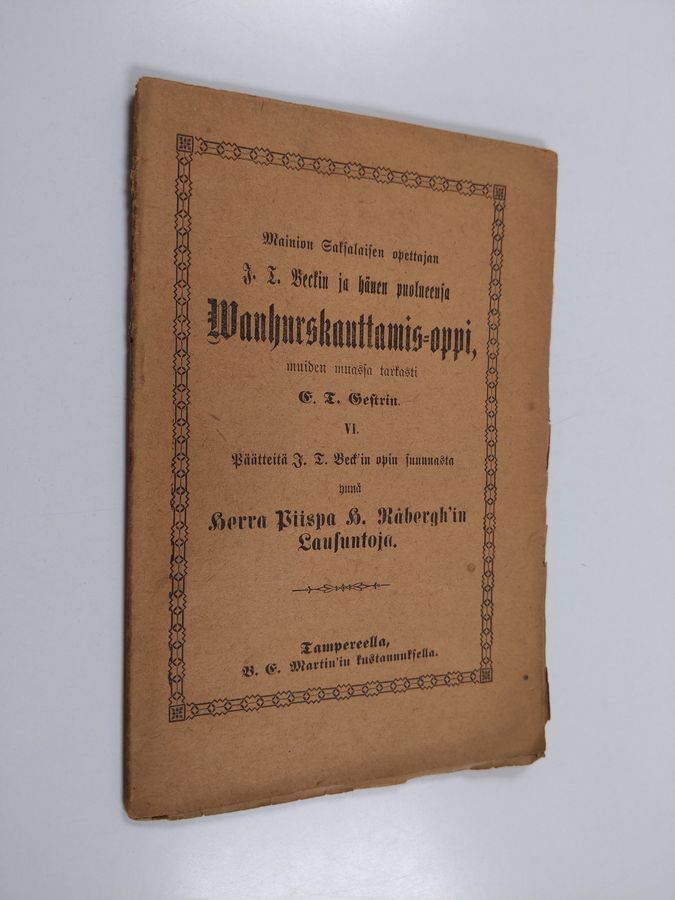 Mainion Saksalaisen opettajan
J. T. Beckin ja hänen puolueensa
Wanhurskauttamis-oppi,
muiden muassa tarkasti
E. T. Gestrin.
VI.
Päätteitä J. T. Beck'in opin suunnasta
ynnä
Herra Piispa H. Råbergh'in
Lausuntoja.
Tampereella,
B. E. Martin'in kustannuksella.